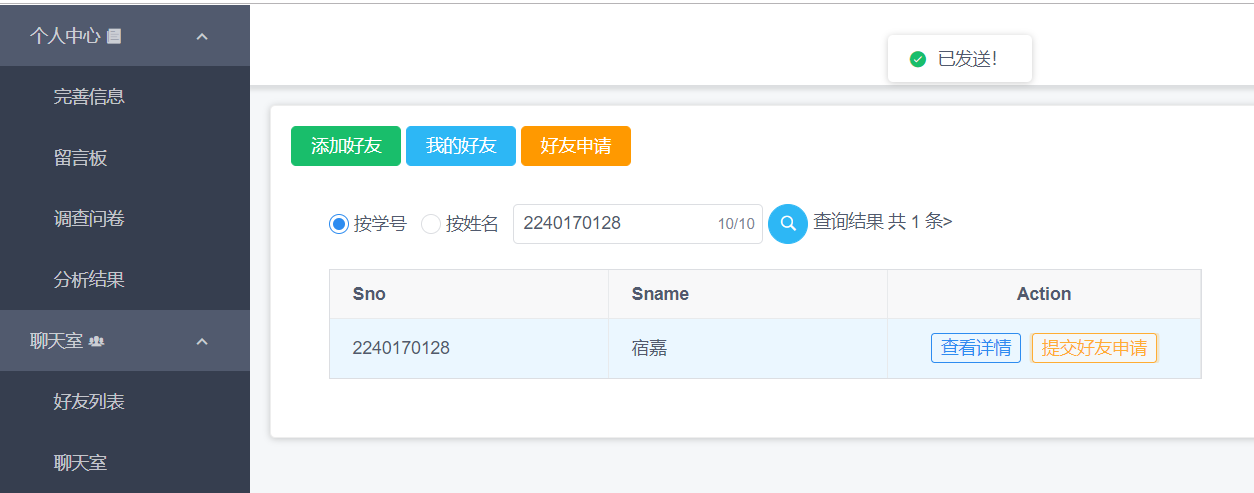 个人中心
完善信息
留言板
调查问卷
分析结果
聊天室
好友列表
聊天室
已发送！
添加好友 我的好友 好友申请
按学号 按姓名 2240170128 10/10 查询结果 共 1 条>
Sno Sname Action
2240170128 宿嘉 查看详情 提交好友申请